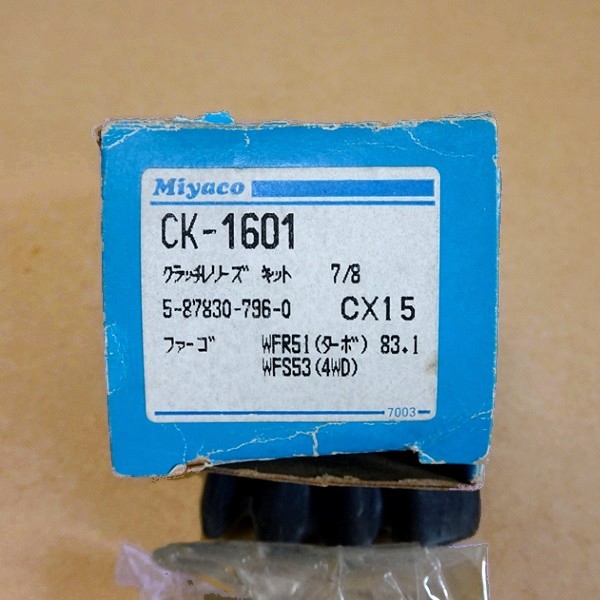 Miyaco
CK-1601
クラッチレリーズ キット 7/8
5-87830-796-0 CX15
ファーゴ WFR51(ターボ) 83.1
WFS53(4WD)
7003